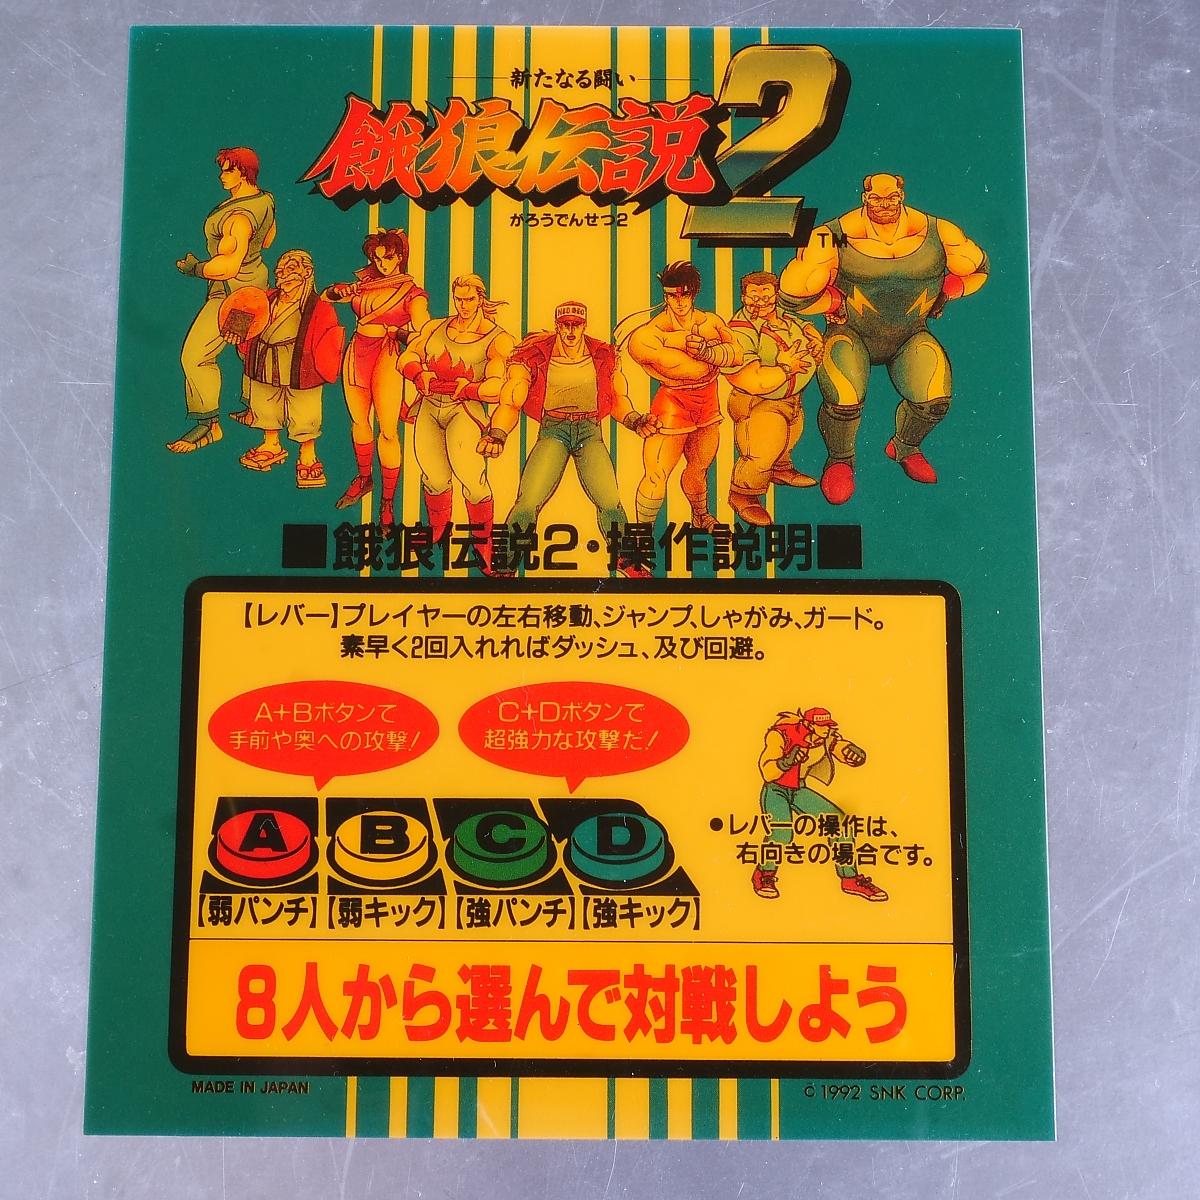 新たなる闘い
餓狼伝説2
TM
がろうでんせつ2
NEO・GEO
■餓狼伝説2・操作説明■
【レバー】プレイヤーの左右移動、ジャンプ、しゃがみ、ガード。
素早く2回入れればダッシュ、及び回避。
A+Bボタンで
手前や奥への攻撃!
C+Dボタンで
超強力な攻撃だ!
A B C D
【弱パンチ】【弱キック】【強パンチ】【強キック】
●レバーの操作は、
右向きの場合です。
8人から選んで対戦しよう
MADE IN JAPAN
© 1992 SNK CORP.